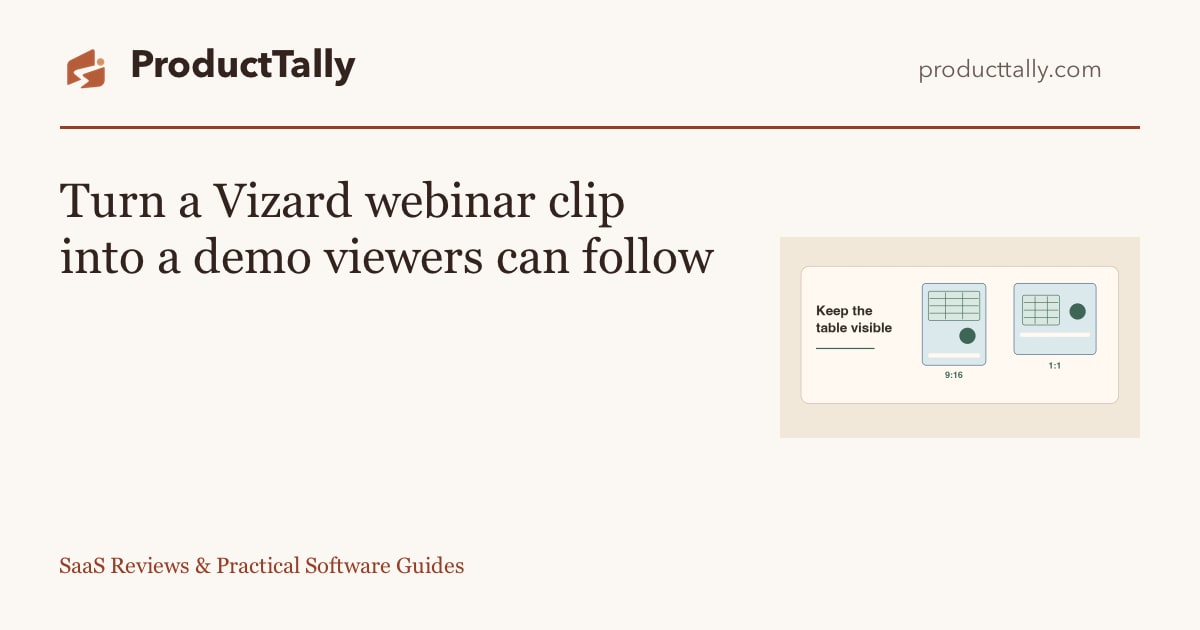 ProductTally
producttally.com
Turn a Vizard webinar clip
into a demo viewers can follow
Keep the
table visible
9:16
1:1
SaaS Reviews & Practical Software Guides